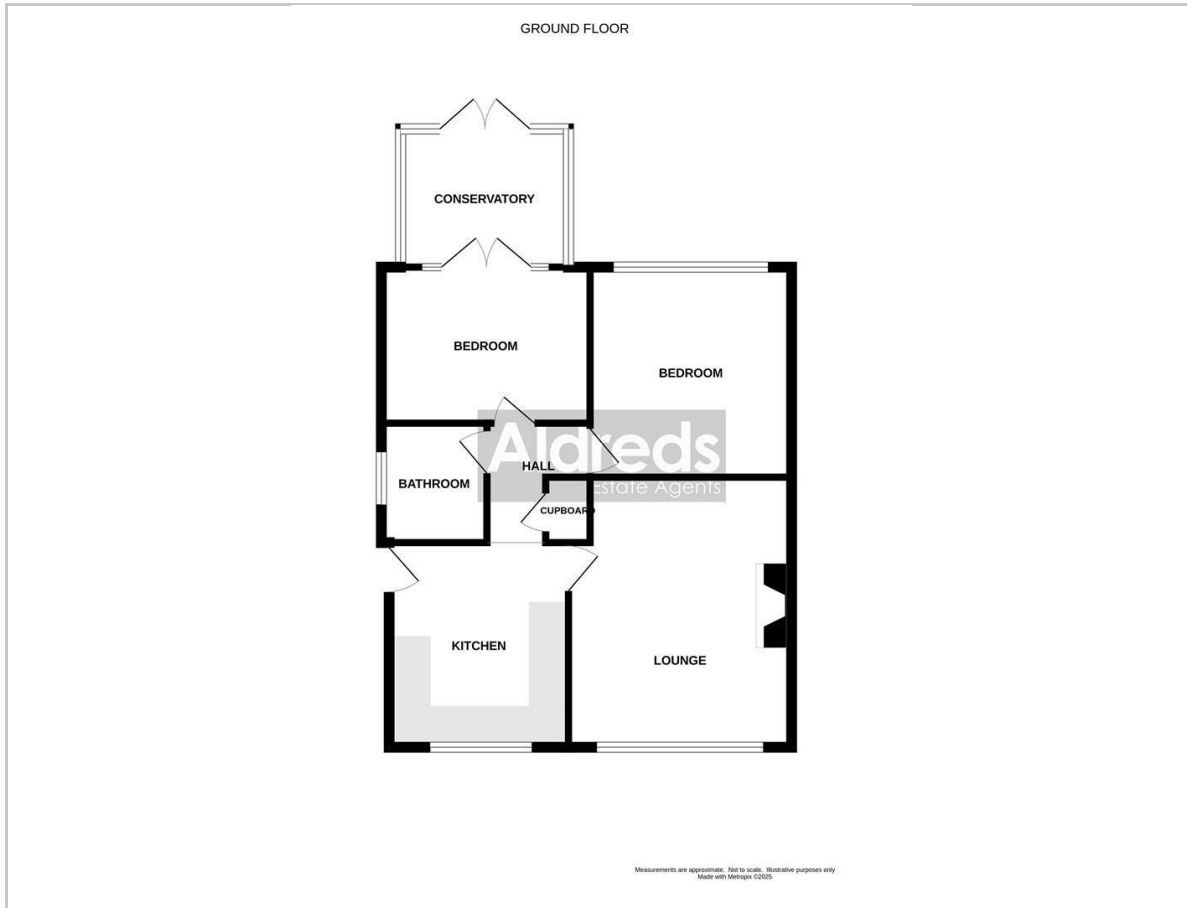 GROUND FLOOR
CONSERVATORY
BEDROOM
BEDROOM
Aldreds
HALL
BATHROOM
Estate Agents
CUPBOARD
KITCHEN
LOUNGE
Measurements are approximate. Not to scale. Illustrative purposes only
Made with Metropix ©2025